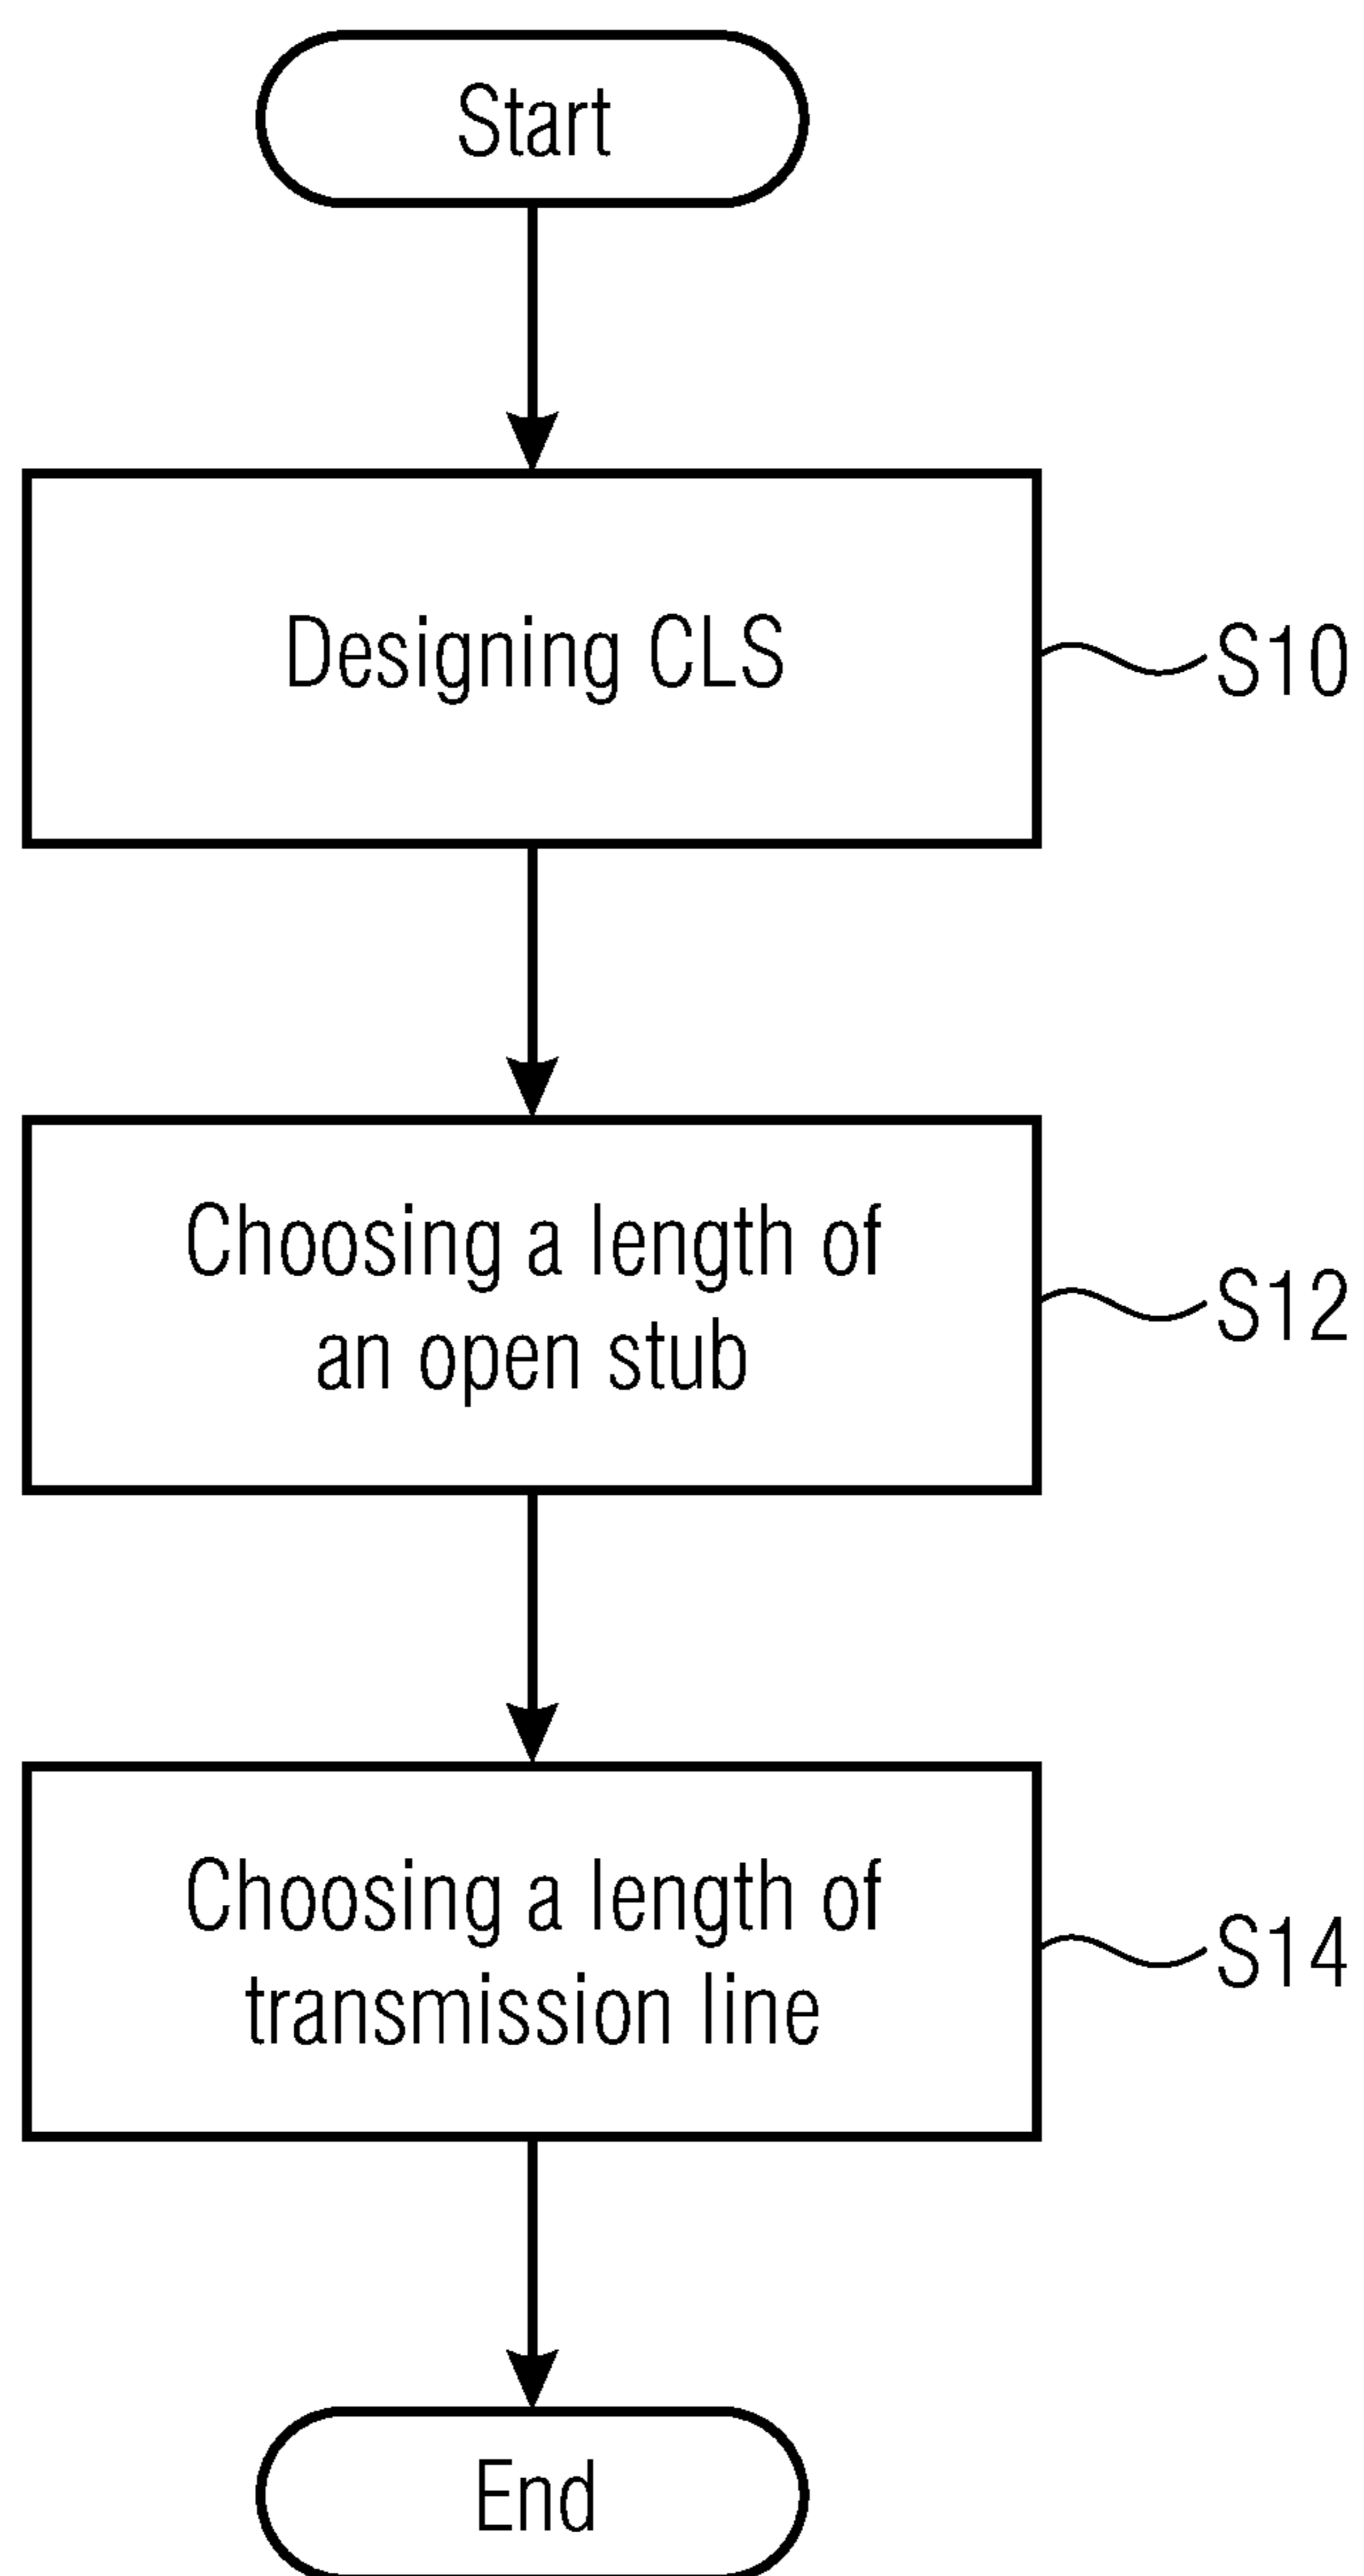 Start
Designing CLS
S10
Choosing a length of
an open stub
S12
Choosing a length of
transmission line
S14
End